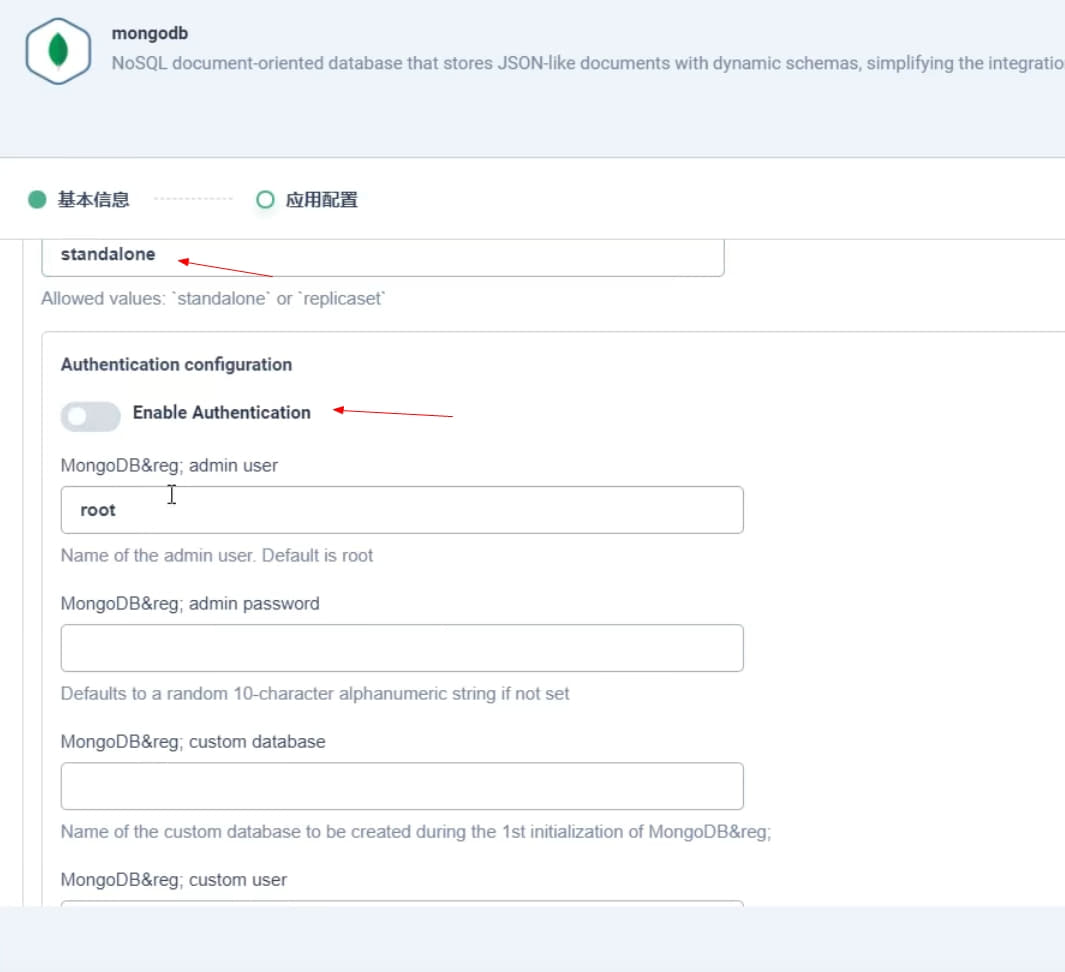 mongodb
NoSQL document-oriented database that stores JSON-like documents with dynamic schemas, simplifying the integratio
基本信息
应用配置
standalone
Allowed values: `standalone` or `replicaset`
Authentication configuration
Enable Authentication
MongoDB&reg; admin user
root
Name of the admin user. Default is root
MongoDB&reg; admin password
Defaults to a random 10-character alphanumeric string if not set
MongoDB&reg; custom database
Name of the custom database to be created during the 1st initialization of MongoDB&reg;
MongoDB&reg; custom user